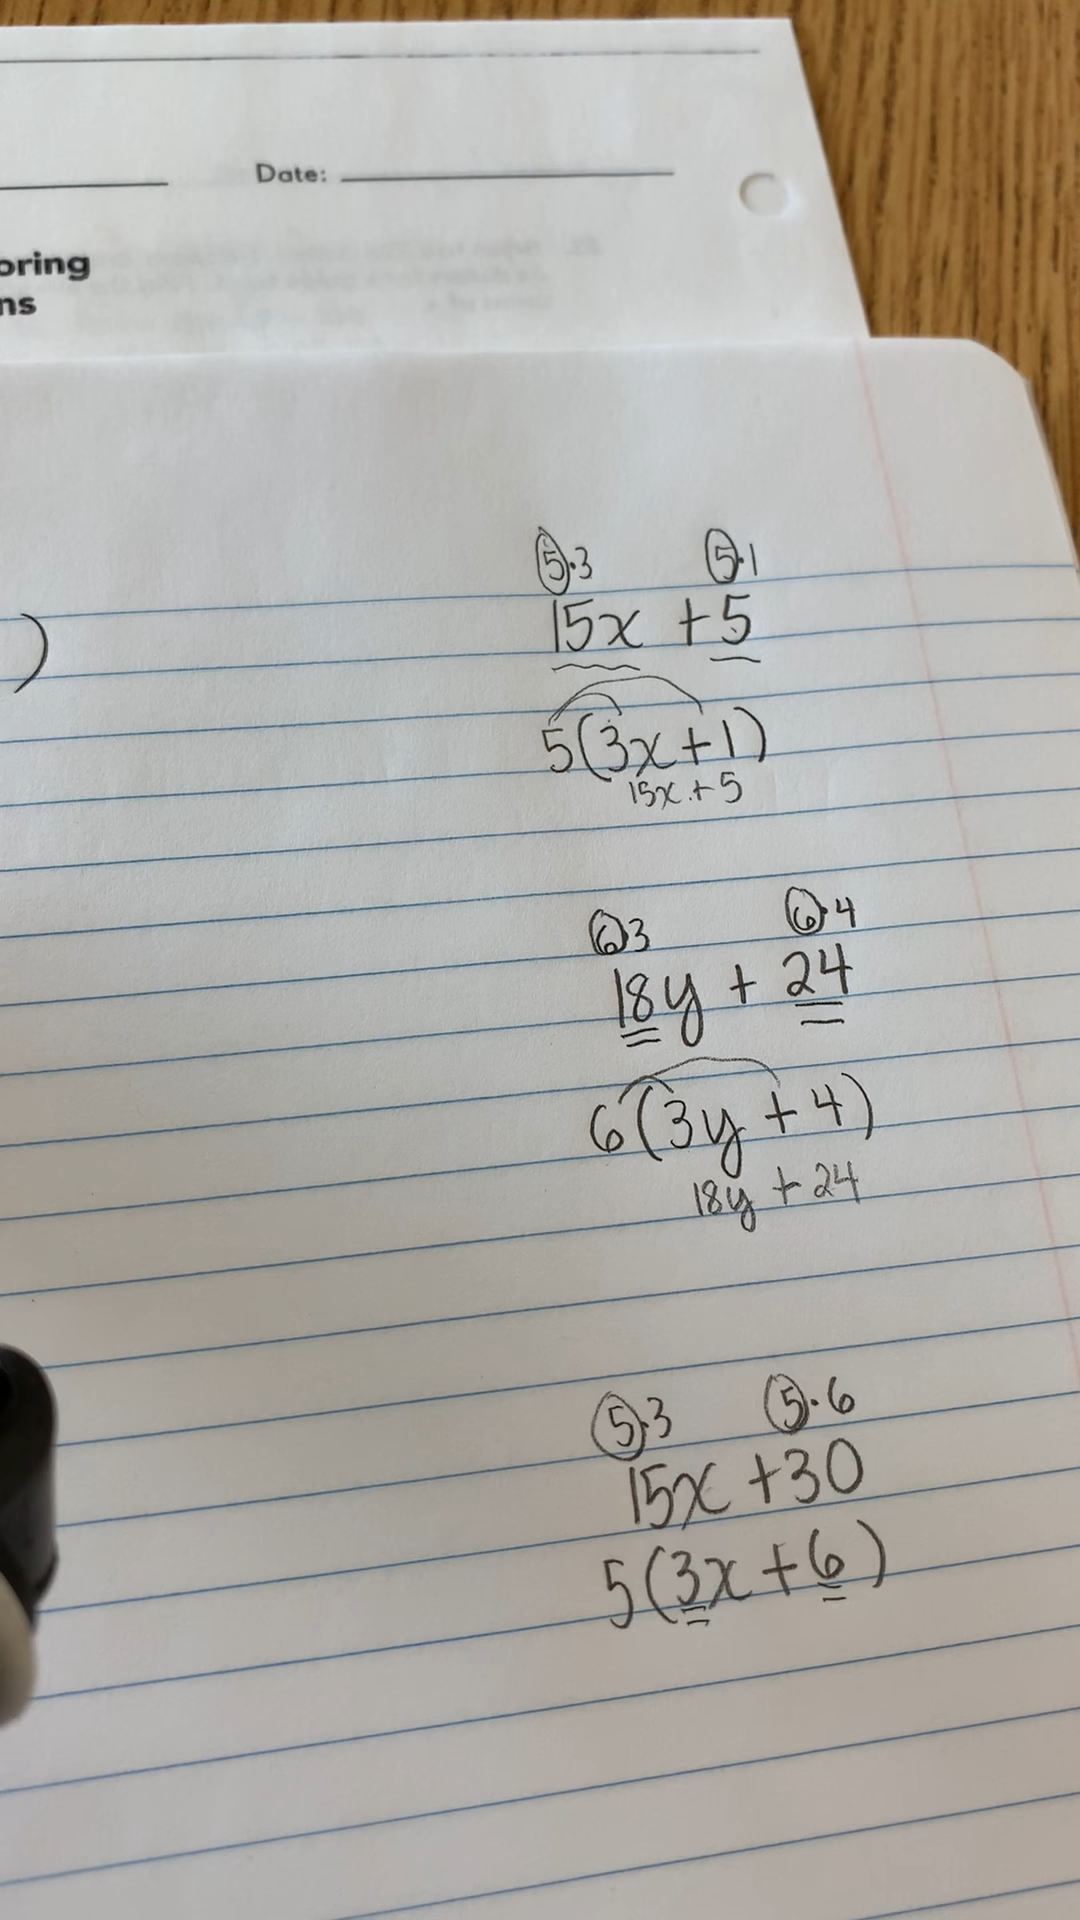 Date:
oring
ns
)
5·3 5·1
15x + 5
5(3x+1)
15x + 5
6·3 6·4
18y + 24
6(3y + 4)
18y + 24
5·3 5·6
15x + 30
5(3x + 6)